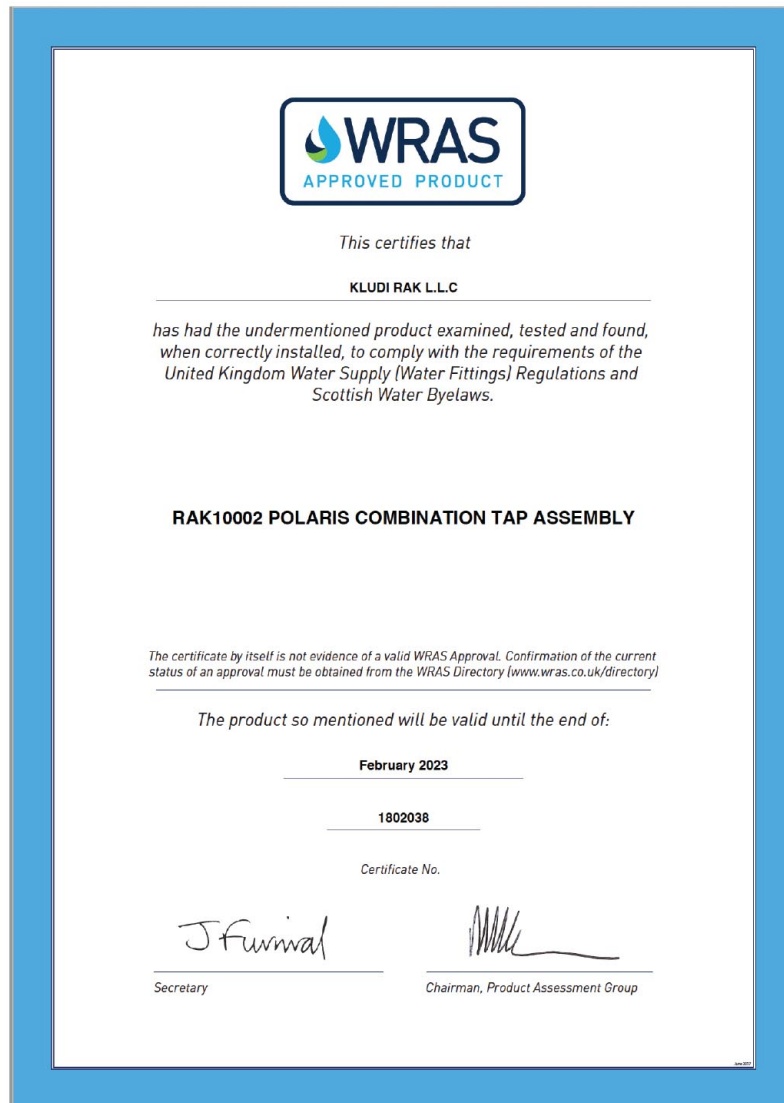 WRAS
APPROVED PRODUCT
This certifies that
KLUDI RAK L.L.C
has had the undermentioned product examined, tested and found,
when correctly installed, to comply with the requirements of the
United Kingdom Water Supply (Water Fittings) Regulations and
Scottish Water Byelaws.
RAK10002 POLARIS COMBINATION TAP ASSEMBLY
The certificate by itself is not evidence of a valid WRAS Approval. Confirmation of the current
status of an approval must be obtained from the WRAS Directory (www.wras.co.uk/directory)
The product so mentioned will be valid until the end of:
February 2023
1802038
Certificate No.
J Furnival
Secretary
Chairman, Product Assessment Group